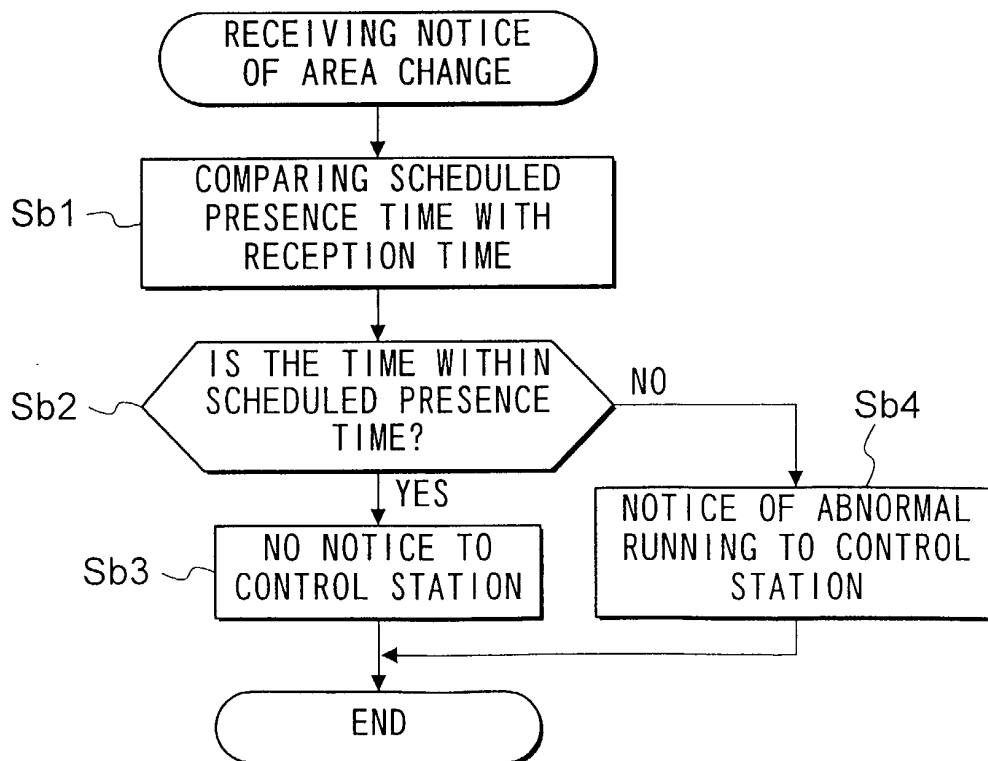 RECEIVING NOTICE
OF AREA CHANGE
Sb1
COMPARING SCHEDULED
PRESENCE TIME WITH
RECEPTION TIME
Sb2
IS THE TIME WITHIN
SCHEDULED PRESENCE
TIME?
NO
Sb4
YES
NOTICE OF ABNORMAL
RUNNING TO CONTROL
STATION
Sb3
NO NOTICE TO
CONTROL STATION
END